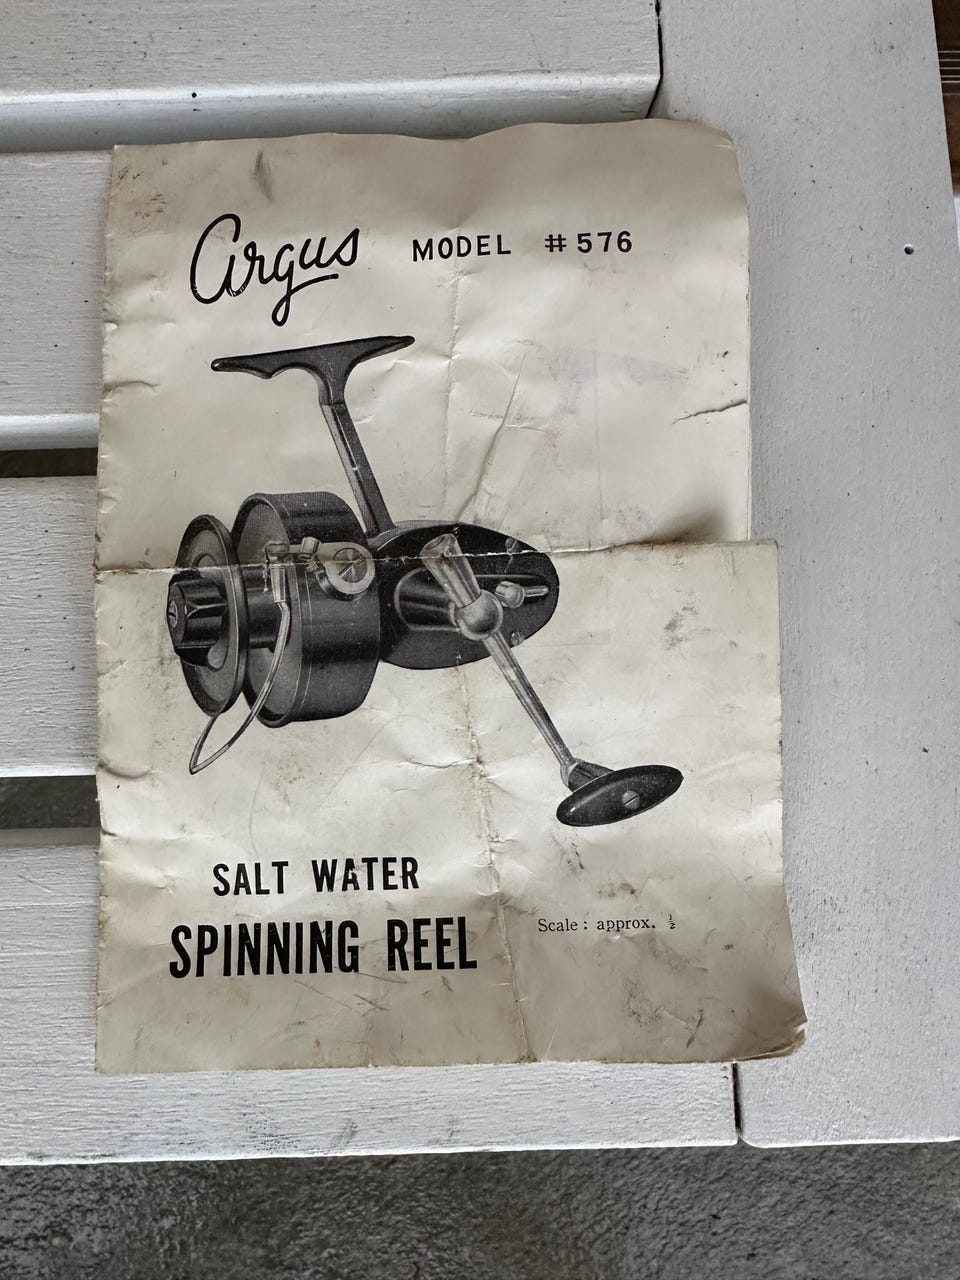 Argus MODEL #576
SALT WATER
SPINNING REEL
Scale: approx. ½